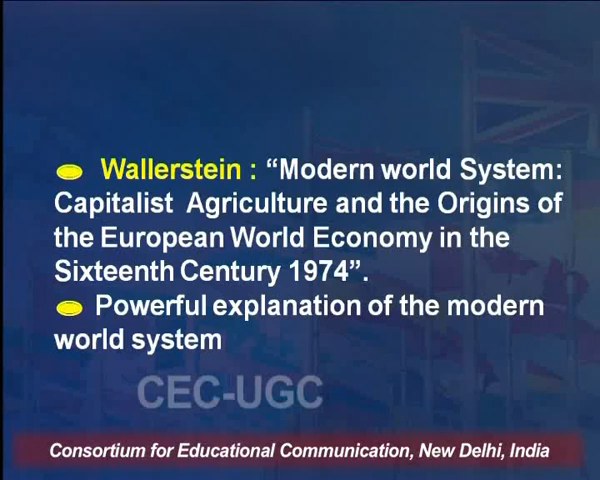 Wallerstein : “Modern world System:
Capitalist Agriculture and the Origins of
the European World Economy in the
Sixteenth Century 1974”.
Powerful explanation of the modern
world system
CEC-UGC
Consortium for Educational Communication, New Delhi, India